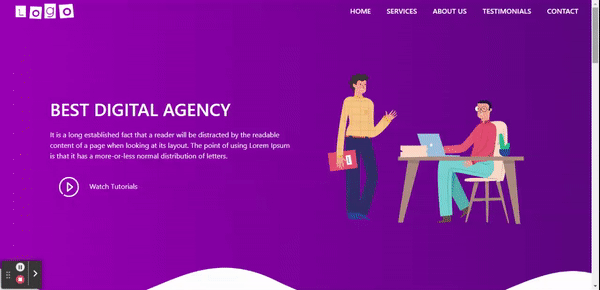 LOGO
HOME SERVICES ABOUT US TESTIMONIALS CONTACT
BEST DIGITAL AGENCY
It is a long established fact that a reader will be distracted by the readable
content of a page when looking at its layout. The point of using Lorem Ipsum
is that it has a more-or-less normal distribution of letters.
Watch Tutorials